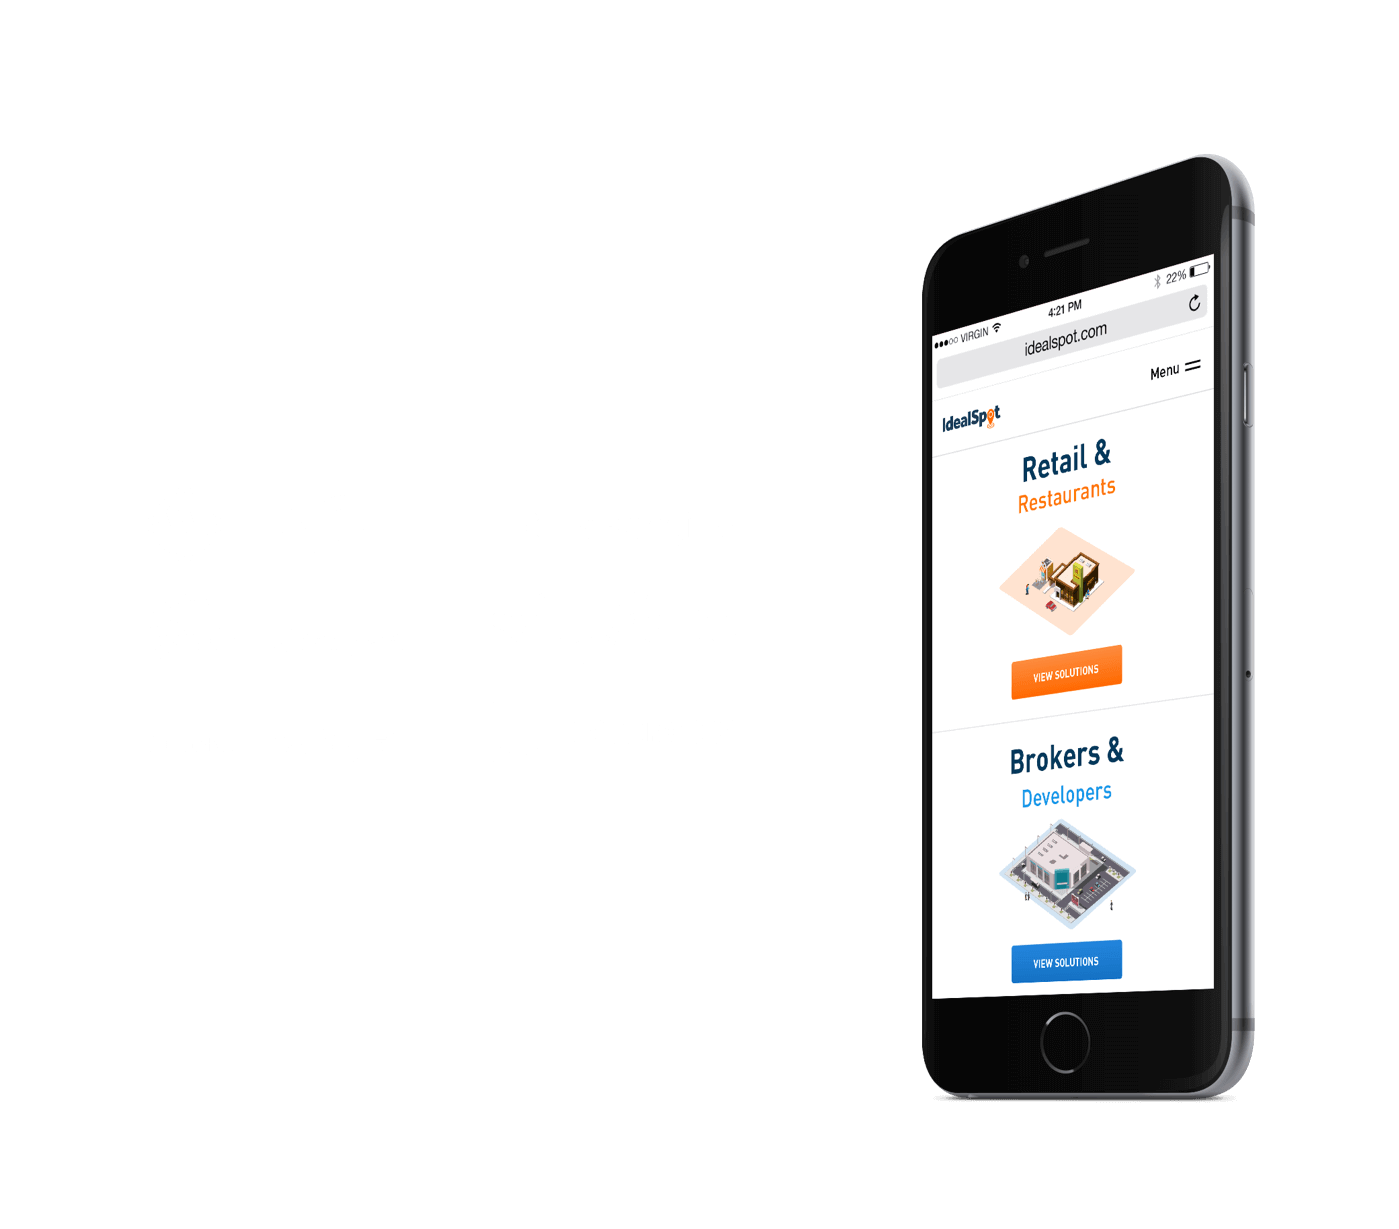 VIRGIN 4:21 PM 22%
idealspot.com
Menu
IdealSpot
Retail &
Restaurants
VIEW SOLUTIONS
Brokers &
Developers
VIEW SOLUTIONS